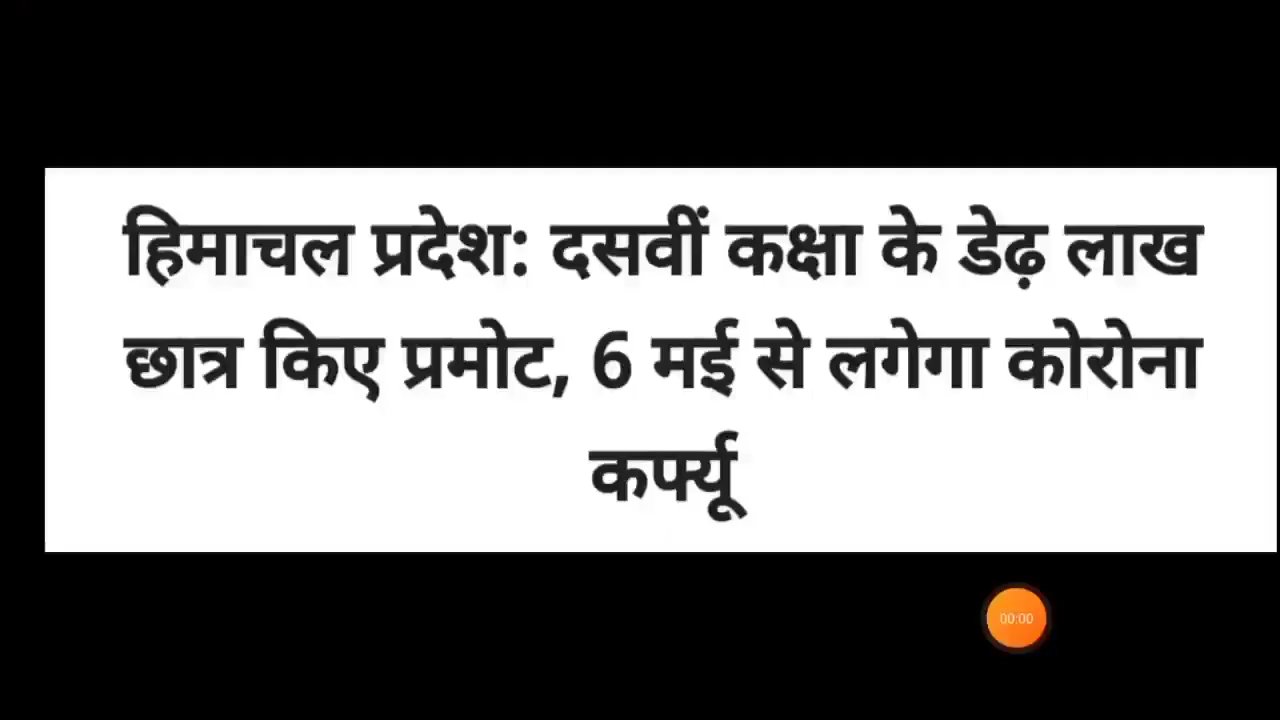 हिमाचल प्रदेश: दसवीं कक्षा के डेढ़ लाख
छात्र किए प्रमोट, 6 मई से लगेगा कोरोना
कर्फ्यू
00:00